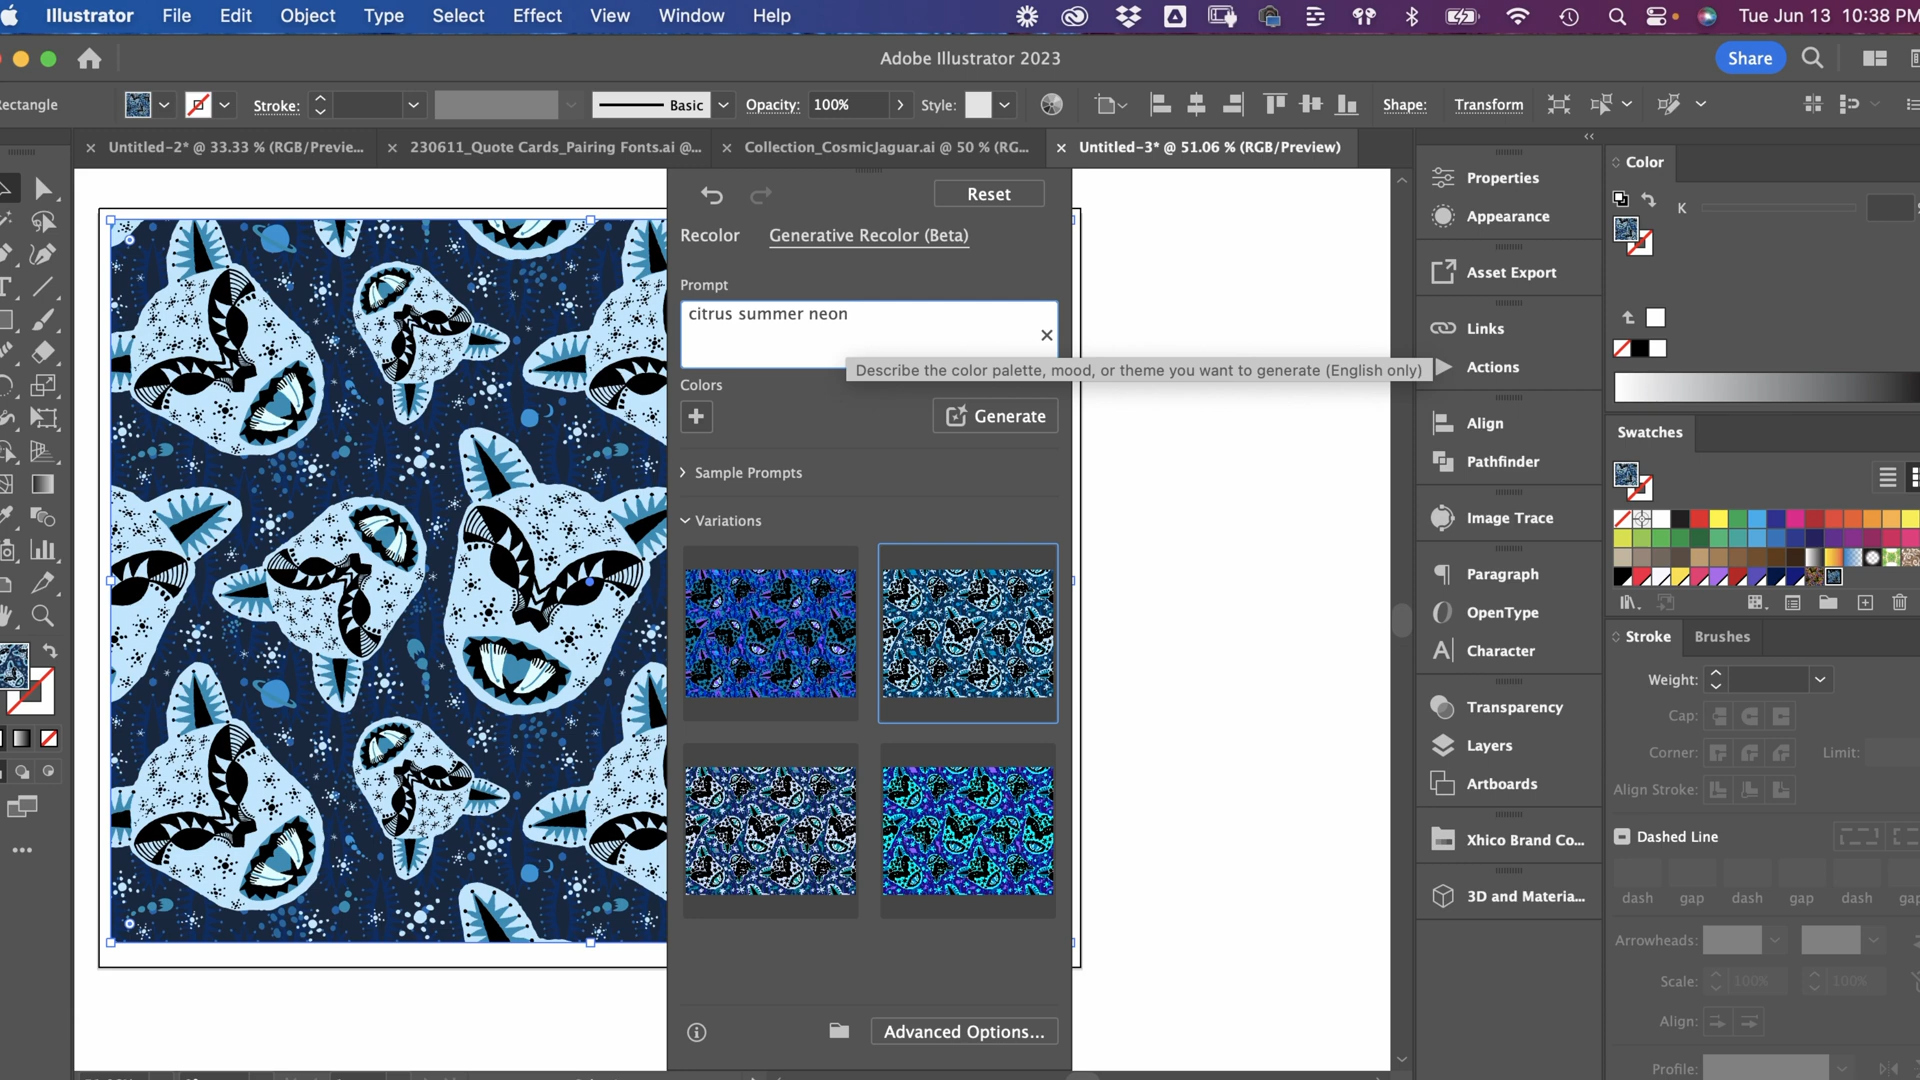 Illustrator File Edit Object Type Select Effect View Window Help Tue Jun 13 10:38 PM
Adobe Illustrator 2023 Share
Rectangle Stroke: Basic Opacity: 100% Style: Shape: Transform
Untitled-2* @ 33.33 % (RGB/Previe... 230611_Quote Cards_Pairing Fonts.ai @... Collection_CosmicJaguar.ai @ 50 % (RG... Untitled-3* @ 51.06 % (RGB/Preview)
Reset
Recolor Generative Recolor (Beta)
Prompt
citrus summer neon
Describe the color palette, mood, or theme you want to generate (English only)
Colors
Generate
Sample Prompts
Variations
Advanced Options...
Properties
Appearance
Asset Export
Links
Actions
Align
Pathfinder
Image Trace
Paragraph
OpenType
Character
Transparency
Layers
Artboards
Xhico Brand Co...
3D and Materia...
Color
K
Swatches
Stroke Brushes
Weight:
Cap:
Corner: Limit:
Align Stroke:
Dashed Line
dash gap dash gap dash gap
Arrowheads:
Scale: 100% 100%
Align:
Profile: